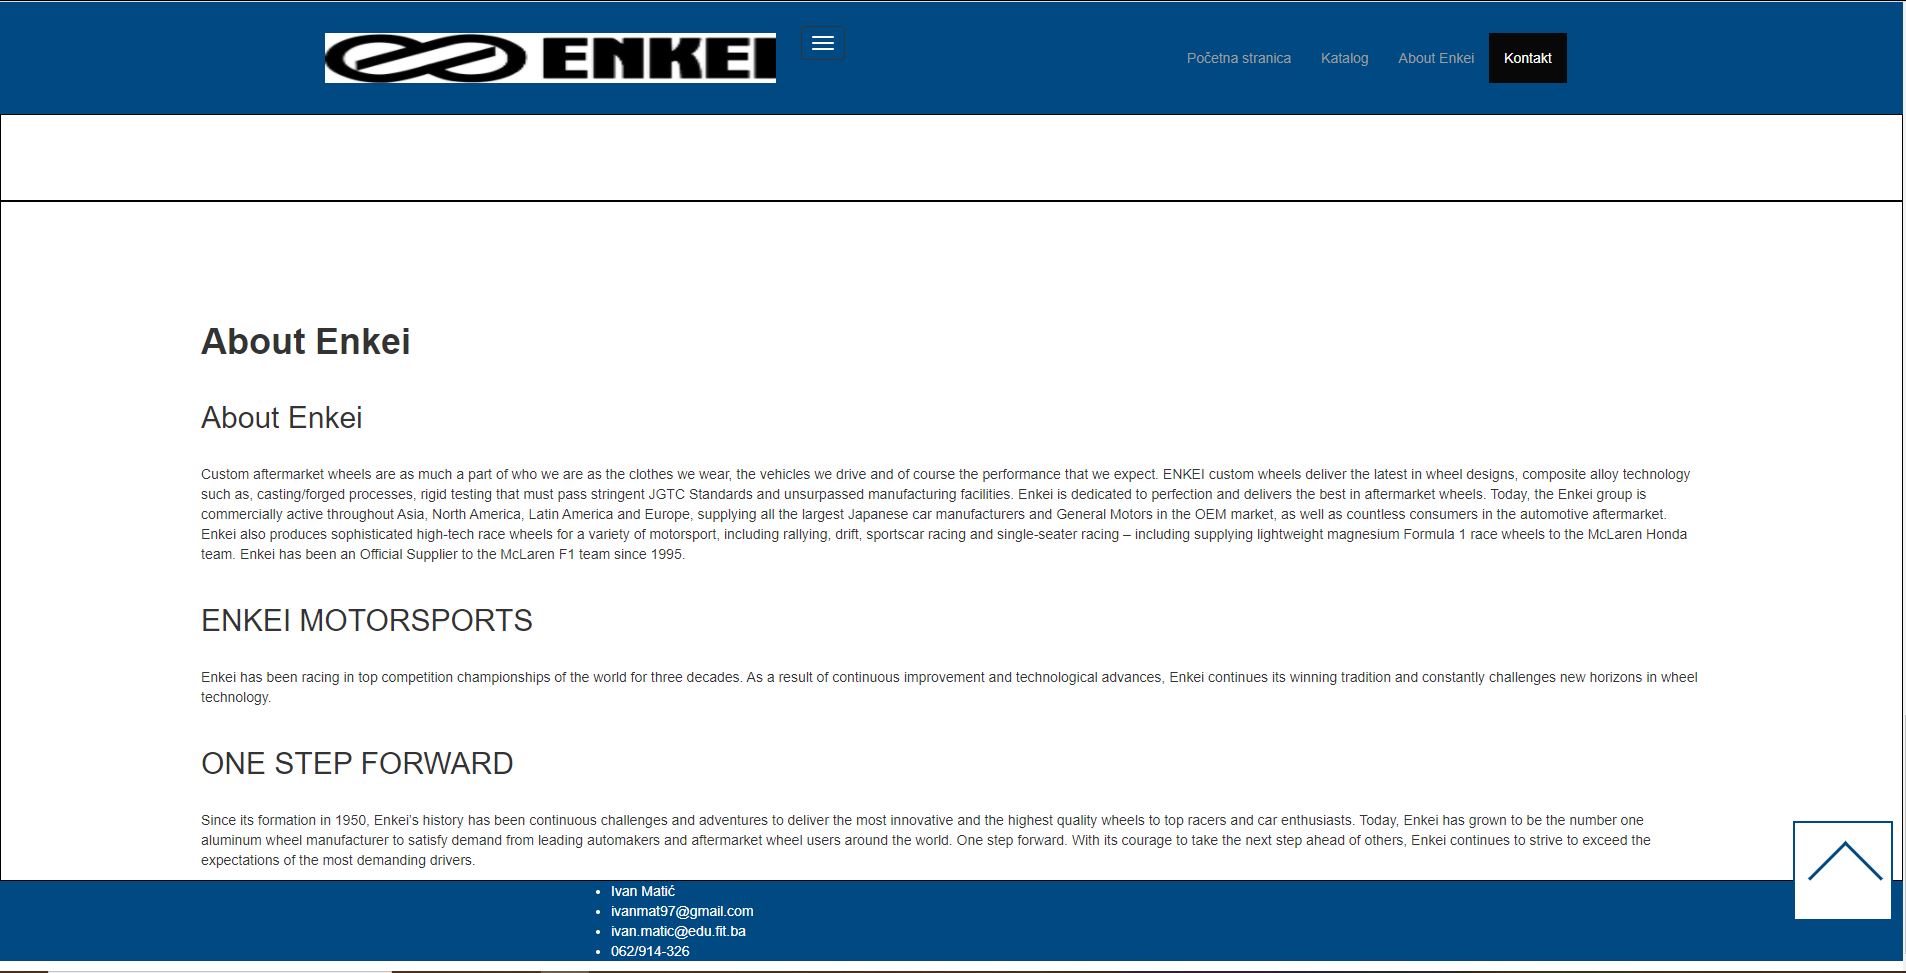 ENKEI
Početna stranica Katalog About Enkei Kontakt
About Enkei
About Enkei
Custom aftermarket wheels are as much a part of who we are as the clothes we wear, the vehicles we drive and of course the performance that we expect. ENKEI custom wheels deliver the latest in wheel designs, composite alloy technology
such as, casting/forged processes, rigid testing that must pass stringent JGTC Standards and unsurpassed manufacturing facilities. Enkei is dedicated to perfection and delivers the best in aftermarket wheels. Today, the Enkei group is
commercially active throughout Asia, North America, Latin America and Europe, supplying all the largest Japanese car manufacturers and General Motors in the OEM market, as well as countless consumers in the automotive aftermarket.
Enkei also produces sophisticated high-tech race wheels for a variety of motorsport, including rallying, drift, sportscar racing and single-seater racing – including supplying lightweight magnesium Formula 1 race wheels to the McLaren Honda
team. Enkei has been an Official Supplier to the McLaren F1 team since 1995.
ENKEI MOTORSPORTS
Enkei has been racing in top competition championships of the world for three decades. As a result of continuous improvement and technological advances, Enkei continues its winning tradition and constantly challenges new horizons in wheel
technology.
ONE STEP FORWARD
Since its formation in 1950, Enkei’s history has been continuous challenges and adventures to deliver the most innovative and the highest quality wheels to top racers and car enthusiasts. Today, Enkei has grown to be the number one
aluminum wheel manufacturer to satisfy demand from leading automakers and aftermarket wheel users around the world. One step forward. With its courage to take the next step ahead of others, Enkei continues to strive to exceed the
expectations of the most demanding drivers.
• Ivan Matić
• ivanmat97@gmail.com
• ivan.matic@edu.fit.ba
• 062/914-326